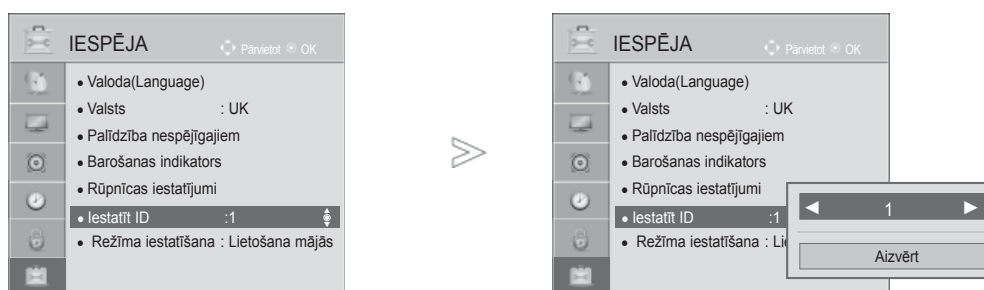 IESPĒJA
Pārvietot OK
• Valoda(Language)
• Valsts : UK
• Palīdzība nespējīgajiem
• Barošanas indikators
• Rūpnīcas iestatījumi
• Iestatīt ID :1
• Režīma iestatīšana : Lietošana mājās
IESPĒJA
Pārvietot OK
• Valoda(Language)
• Valsts : UK
• Palīdzība nespējīgajiem
• Barošanas indikators
• Rūpnīcas iestatījumi
• Iestatīt ID :1
• Režīma iestatīšana : Li
◄ 1 ►
Aizvērt